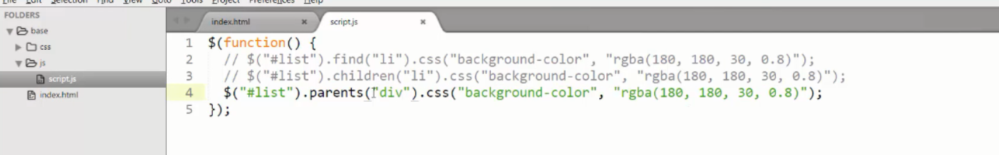 File Edit Selection Find View Goto Tools Project Preferences Help
FOLDERS
base
css
js
script.js
index.html
index.html ×
script.js ×
1 $(function() {
2 // $("#list").find("li").css("background-color", "rgba(180, 180, 30, 0.8)");
3 // $("#list").children("li").css("background-color", "rgba(180, 180, 30, 0.8)");
4 $("#list").parents("div").css("background-color", "rgba(180, 180, 30, 0.8)");
5 });